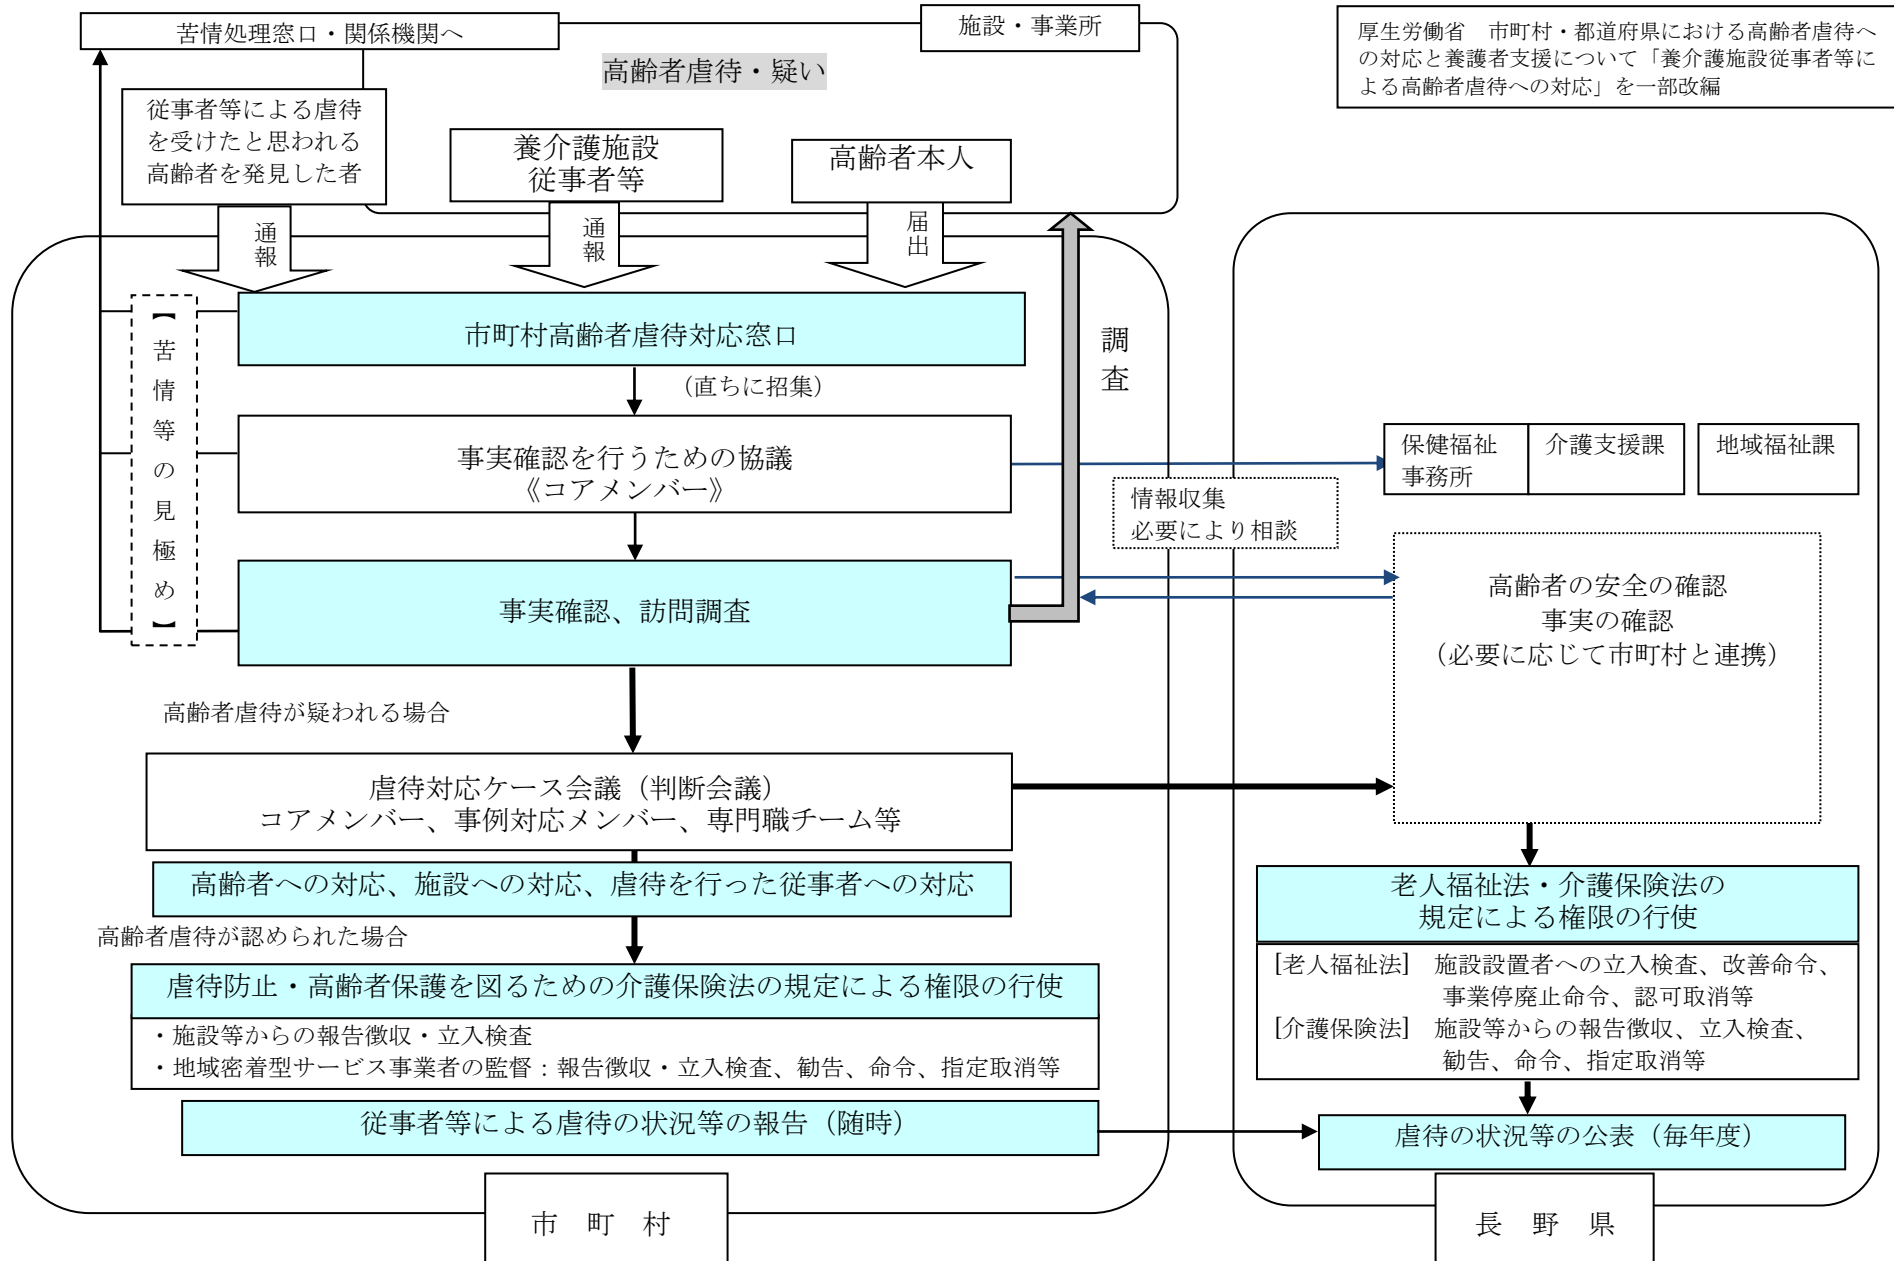 苦情処理窓口・関係機関へ
施設・事業所
厚生労働省　市町村・都道府県における高齢者虐待へ
の対応と養護者支援について「養介護施設従事者等に
よる高齢者虐待への対応」を一部改編
高齢者虐待・疑い
従事者等による虐待
を受けたと思われる
高齢者を発見した者
養介護施設
従事者等
高齢者本人
通報
通報
届出
【苦情等の見極め】
市町村高齢者虐待対応窓口
（直ちに招集）
調査
事実確認を行うための協議
《コアメンバー》
保健福祉
事務所
介護支援課
地域福祉課
情報収集
必要により相談
事実確認、訪問調査
高齢者の安全の確認
事実の確認
（必要に応じて市町村と連携）
高齢者虐待が疑われる場合
虐待対応ケース会議（判断会議）
コアメンバー、事例対応メンバー、専門職チーム等
高齢者への対応、施設への対応、虐待を行った従事者への対応
高齢者虐待が認められた場合
虐待防止・高齢者保護を図るための介護保険法の規定による権限の行使
・施設等からの報告徴収・立入検査
・地域密着型サービス事業者の監督：報告徴収・立入検査、勧告、命令、指定取消等
従事者等による虐待の状況等の報告（随時）
老人福祉法・介護保険法の
規定による権限の行使
[老人福祉法]　施設設置者への立入検査、改善命令、
事業停廃止命令、認可取消等
[介護保険法]　施設等からの報告徴収、立入検査、
勧告、命令、指定取消等
虐待の状況等の公表（毎年度）
市　町　村
長　野　県